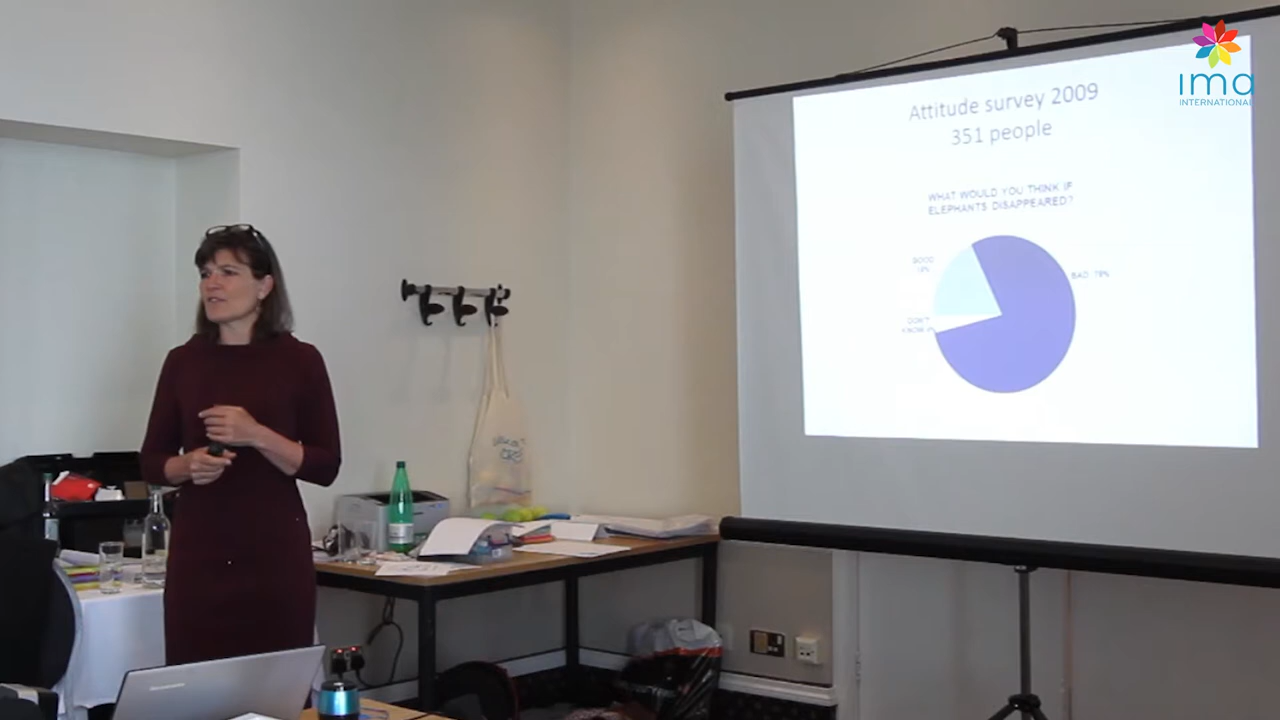 ima
INTERNATIONAL
Attitude survey 2009
351 people
WHAT WOULD YOU THINK IF
ELEPHANTS DISAPPEARED?
GOOD
BAD 79%
DON'T
KNOW